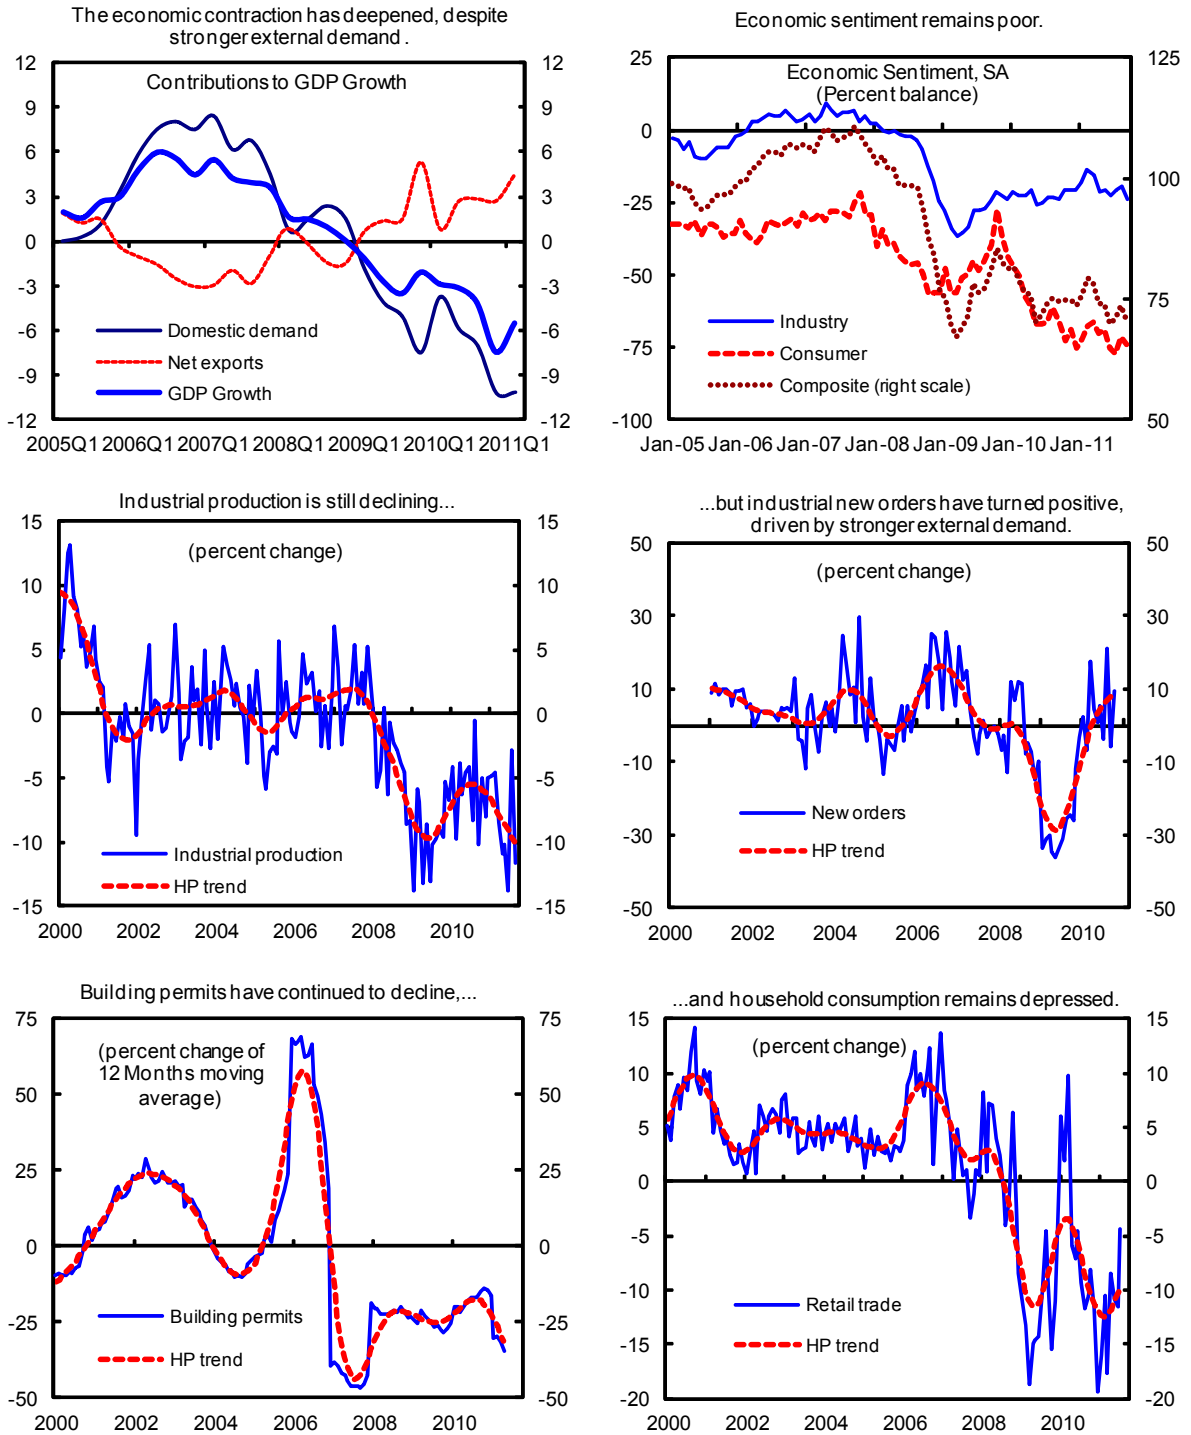 The economic contraction has deepened, despite
stronger external demand .
Contributions to GDP Growth
12
9
6
3
0
-3
-6
-9
-12
12
9
6
3
0
-3
-6
-9
-12
Domestic demand
Net exports
GDP Growth
2005Q1 2006Q1 2007Q1 2008Q1 2009Q1 2010Q1 2011Q1
Economic sentiment remains poor.
Economic Sentiment, SA
(Percent balance)
25
0
-25
-50
-75
-100
125
100
75
50
Industry
Consumer
Composite (right scale)
Jan-05 Jan-06 Jan-07 Jan-08 Jan-09 Jan-10 Jan-11
Industrial production is still declining...
(percent change)
15
10
5
0
-5
-10
-15
15
10
5
0
-5
-10
-15
Industrial production
HP trend
2000 2002 2004 2006 2008 2010
...but industrial new orders have turned positive,
driven by stronger external demand.
(percent change)
50
30
10
-10
-30
-50
50
30
10
-10
-30
-50
New orders
HP trend
2000 2002 2004 2006 2008 2010
Building permits have continued to decline,...
(percent change of
12 Months moving
average)
75
50
25
0
-25
-50
75
50
25
0
-25
-50
Building permits
HP trend
2000 2002 2004 2006 2008 2010
...and household consumption remains depressed.
(percent change)
15
10
5
0
-5
-10
-15
-20
15
10
5
0
-5
-10
-15
-20
Retail trade
HP trend
2000 2002 2004 2006 2008 2010